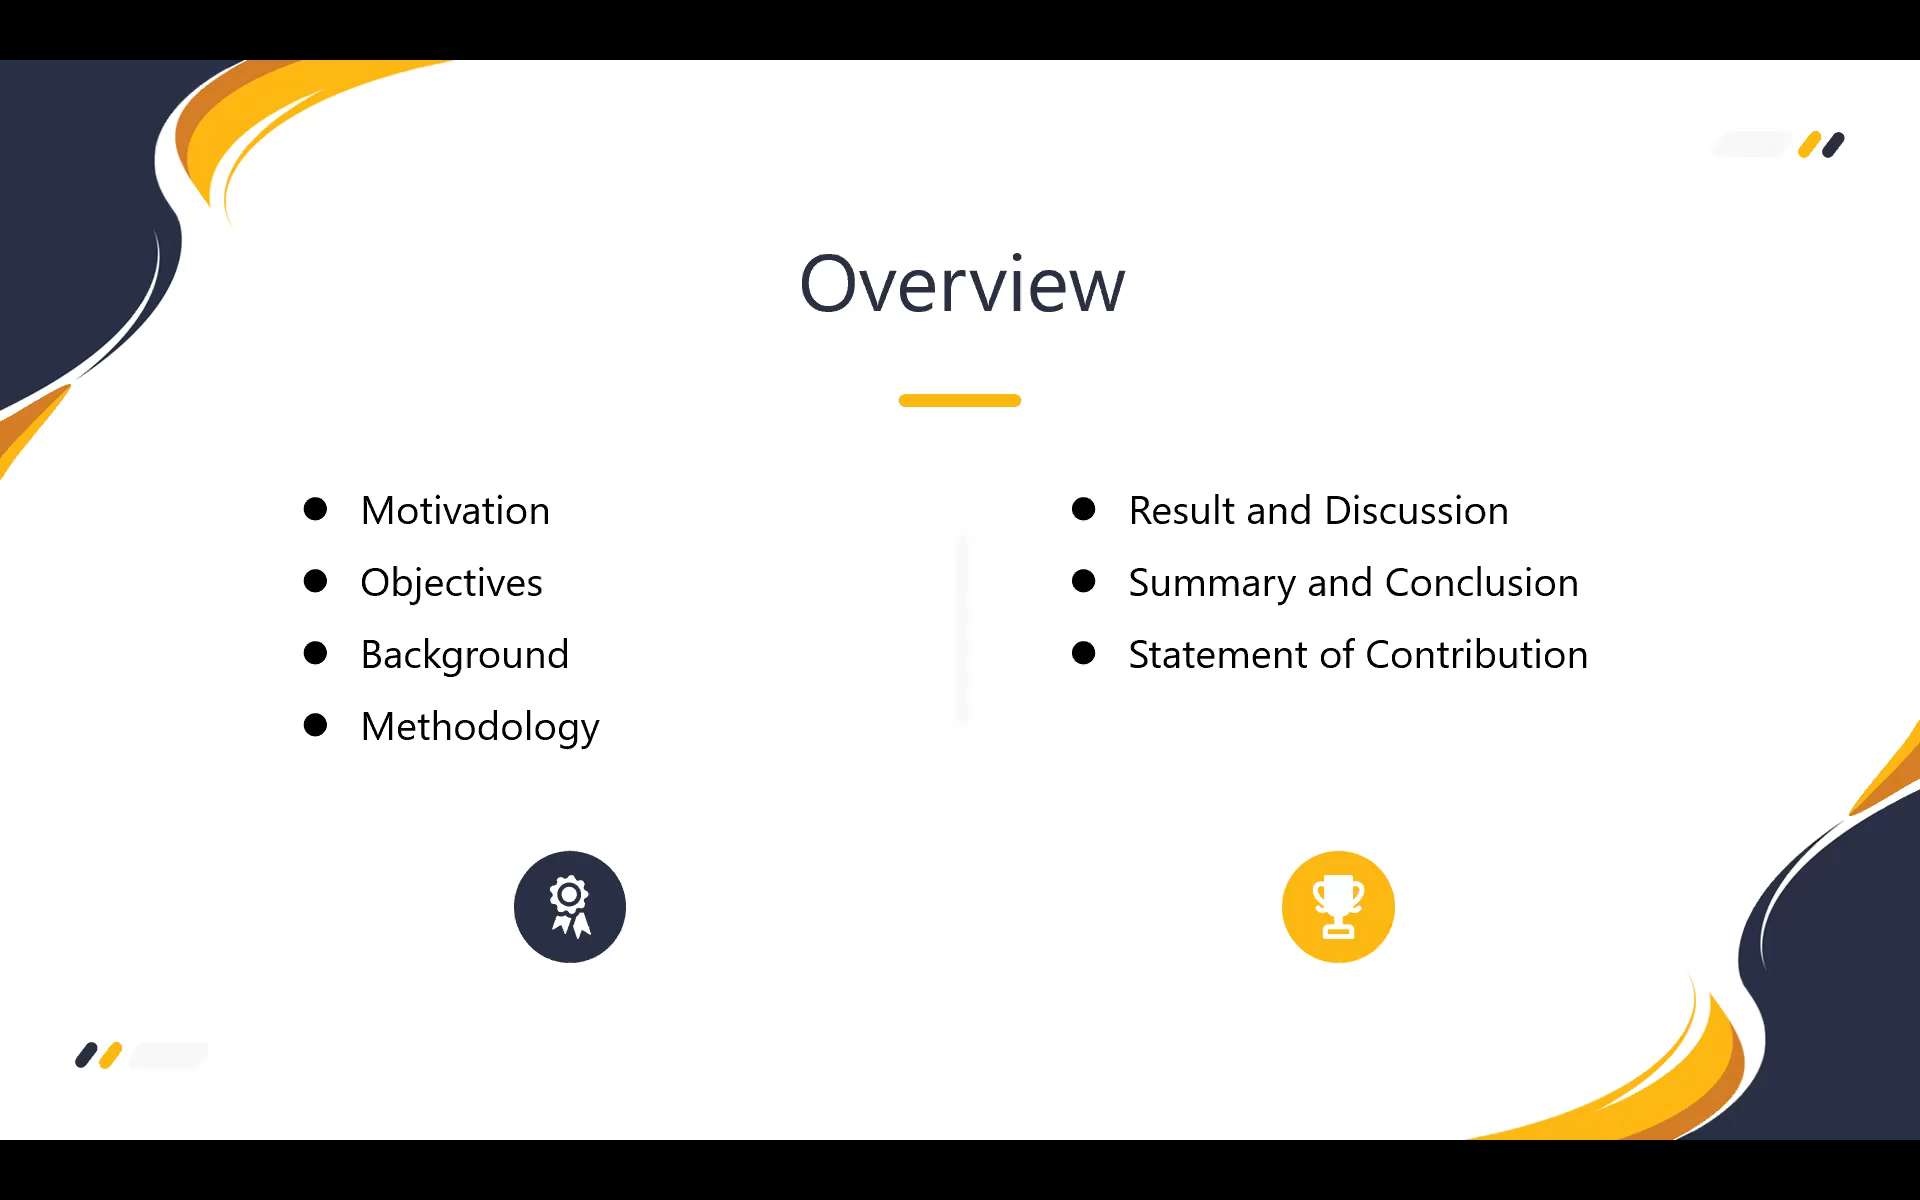 Overview
● Motivation
● Objectives
● Background
● Methodology
● Result and Discussion
● Summary and Conclusion
● Statement of Contribution